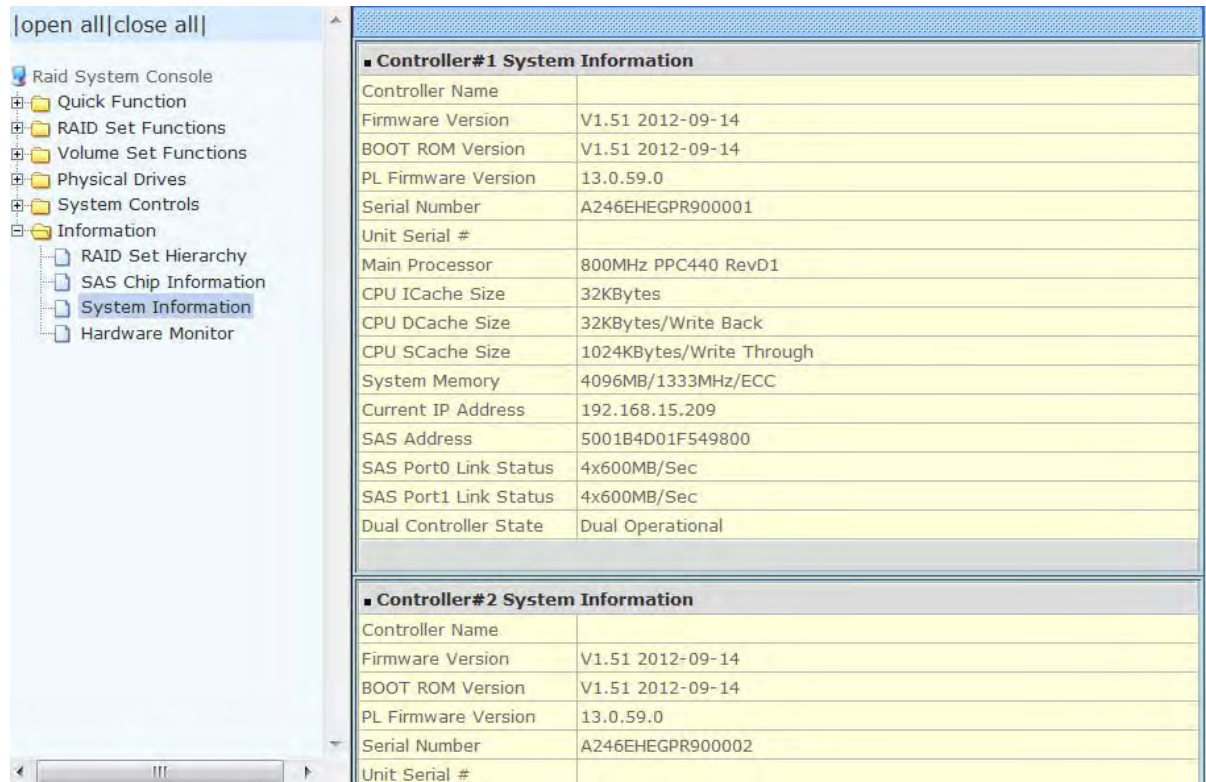 |open all|close all|
Raid System Console
Quick Function
RAID Set Functions
Volume Set Functions
Physical Drives
System Controls
Information
RAID Set Hierarchy
SAS Chip Information
System Information
Hardware Monitor
Controller#1 System Information
Controller Name
Firmware Version V1.51 2012-09-14
BOOT ROM Version V1.51 2012-09-14
PL Firmware Version 13.0.59.0
Serial Number A246EHEGPR900001
Unit Serial #
Main Processor 800MHz PPC440 RevD1
CPU ICache Size 32KBytes
CPU DCache Size 32KBytes/Write Back
CPU SCache Size 1024KBytes/Write Through
System Memory 4096MB/1333MHz/ECC
Current IP Address 192.168.15.209
SAS Address 5001B4D01F549800
SAS Port0 Link Status 4x600MB/Sec
SAS Port1 Link Status 4x600MB/Sec
Dual Controller State Dual Operational
Controller#2 System Information
Controller Name
Firmware Version V1.51 2012-09-14
BOOT ROM Version V1.51 2012-09-14
PL Firmware Version 13.0.59.0
Serial Number A246EHEGPR900002
Unit Serial #